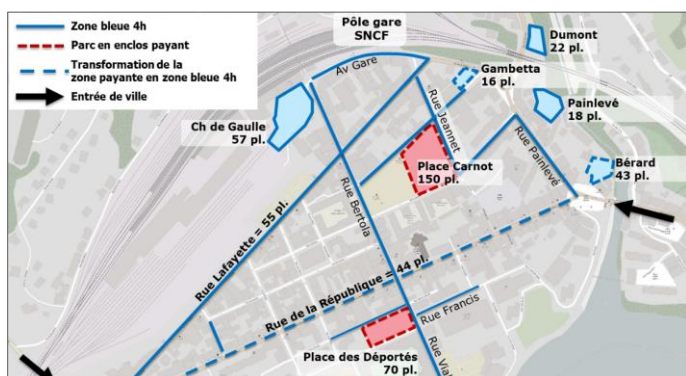 Zone bleue 4h
Parc en enclos payant
Transformation de la
zone payante en zone bleue 4h
Entrée de ville
Pôle gare
SNCF
Dumont
22 pl.
Av Gare
Gambetta
16 pl.
Ch de Gaulle
57 pl.
Rue Jeannet
Painlevé
18 pl.
Rue Painlevé
Place Carnot
150 pl.
Bérard
43 pl.
Rue Bertola
Rue Lafayette = 55 pl.
Rue de la République = 44 pl.
Rue Francis
Place des Déportés
70 pl.
Rue Vial